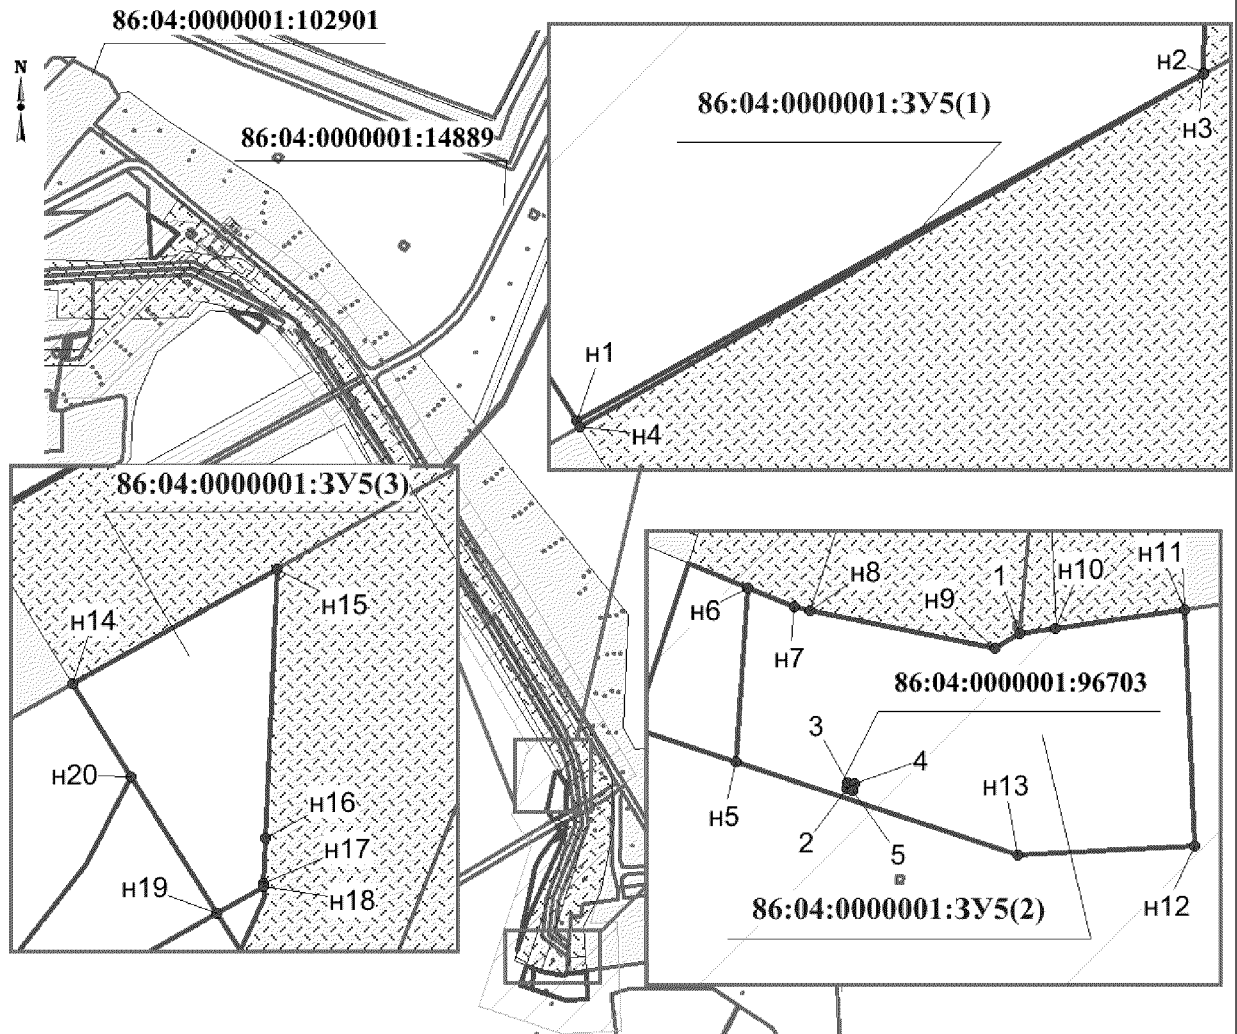 86:04:0000001:102901
N
86:04:0000001:14889
н2
86:04:0000001:ЗУ5(1)
н3
н1
н4
86:04:0000001:ЗУ5(3)
н15
н14
н20
н16
н17
н19
н18
н11
н8
1
н10
н6
н9
н7
86:04:0000001:96703
3
4
н13
н5
2
5
86:04:0000001:ЗУ5(2)
н12